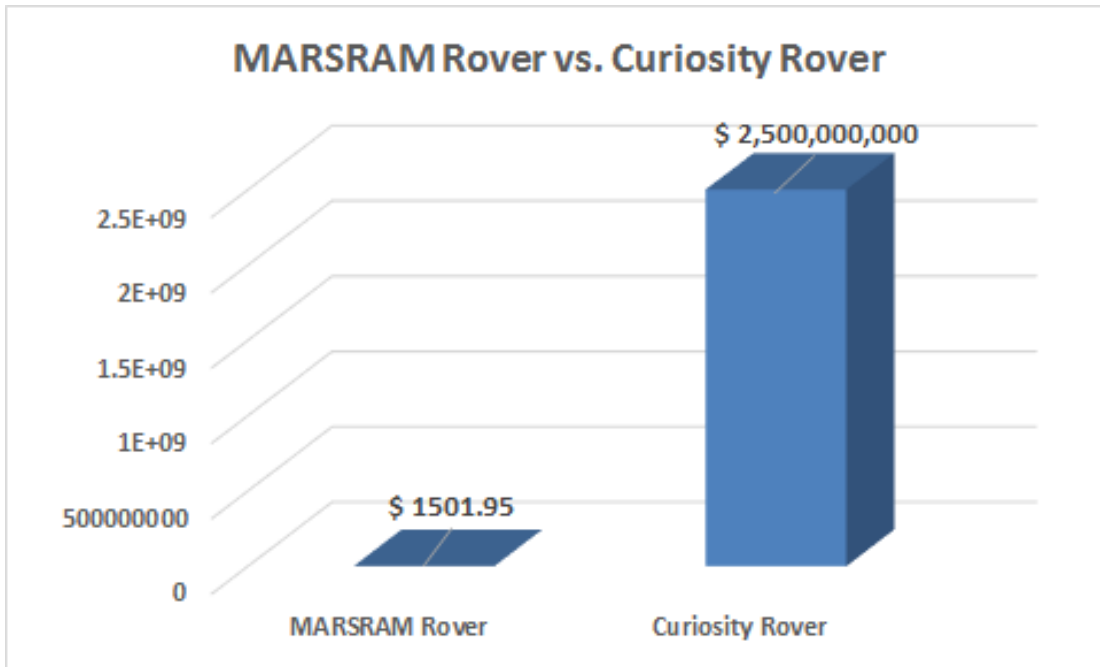 MARSRAM Rover vs. Curiosity Rover
$ 2,500,000,000
2.5E+09
2E+09
1.5E+09
1E+09
$ 1501.95
500000000
0
MARSRAM Rover
Curiosity Rover